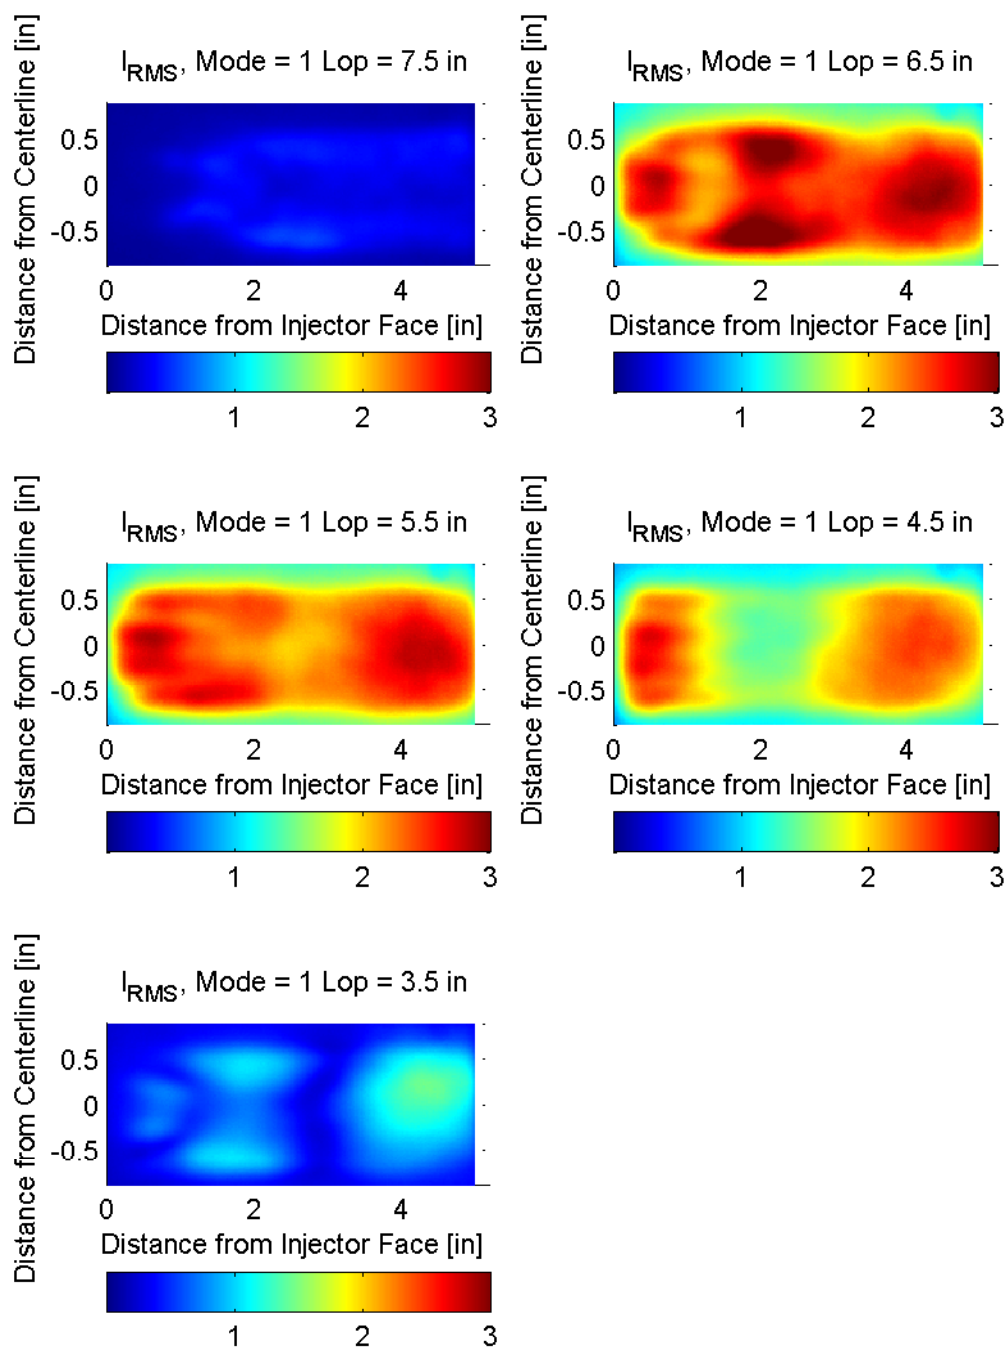 I_RMS, Mode = 1 Lop = 7.5 in
Distance from Centerline [in]
0.5
0
-0.5
0 2 4
Distance from Injector Face [in]
1 2 3
I_RMS, Mode = 1 Lop = 6.5 in
Distance from Centerline [in]
0.5
0
-0.5
0 2 4
Distance from Injector Face [in]
1 2 3
I_RMS, Mode = 1 Lop = 5.5 in
Distance from Centerline [in]
0.5
0
-0.5
0 2 4
Distance from Injector Face [in]
1 2 3
I_RMS, Mode = 1 Lop = 4.5 in
Distance from Centerline [in]
0.5
0
-0.5
0 2 4
Distance from Injector Face [in]
1 2 3
I_RMS, Mode = 1 Lop = 3.5 in
Distance from Centerline [in]
0.5
0
-0.5
0 2 4
Distance from Injector Face [in]
1 2 3